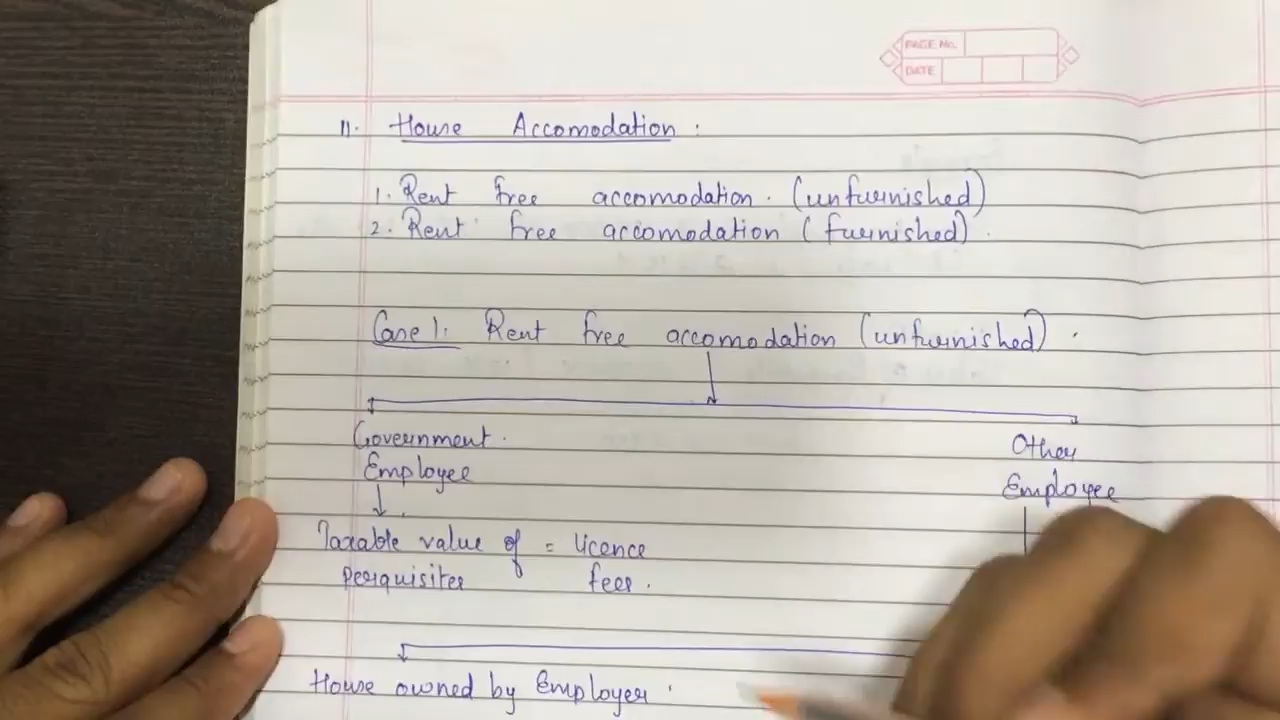 PAGE No.
DATE
11. House Accomodation :
1. Rent free accomodation. (unfurnished)
2. Rent free accomodation (furnished).
Case 1: Rent free accomodation (unfurnished).
Government.
Employee
Other
Employee
Taxable value of = licence
perquisites fees.
House owned by Employer